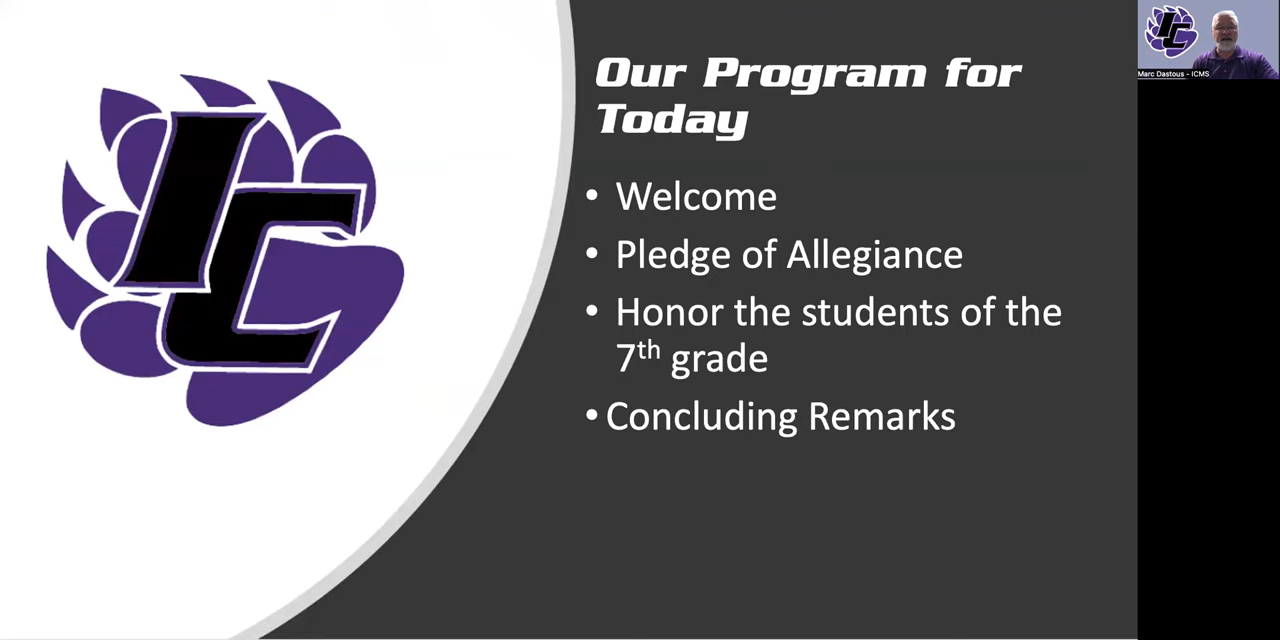 IC
Our Program for
Today
• Welcome
• Pledge of Allegiance
• Honor the students of the
7th grade
• Concluding Remarks
IC
Marc Dastous - ICMS